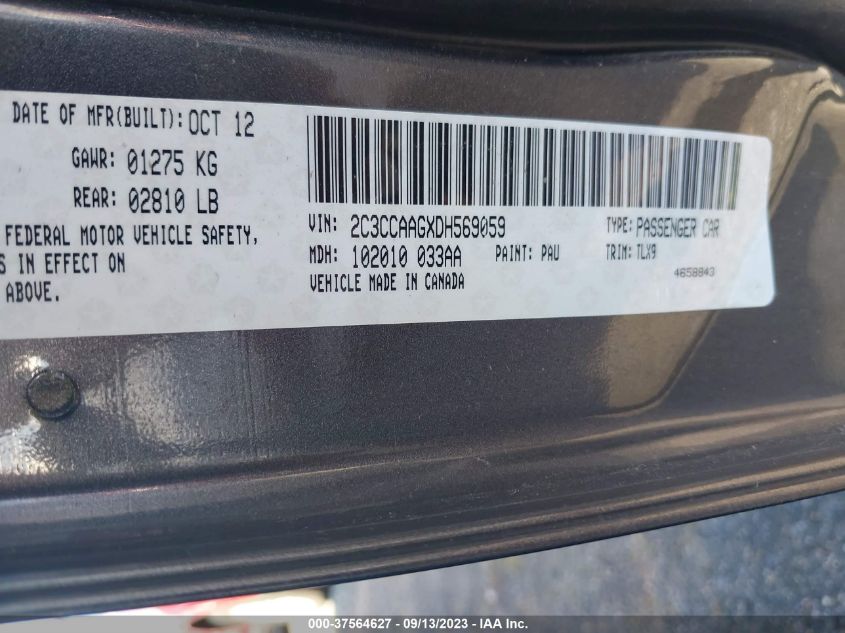 DATE OF MFR(BUILT): OCT 12
GAWR: 01275 KG
REAR: 02810 LB
FEDERAL MOTOR VEHICLE SAFETY,
S IN EFFECT ON
ABOVE.
VIN: 2C3CCAAGXDH569059
TYPE: PASSENGER CAR
MDH: 102010 033AA
PAINT: PAU
TRIM: TLX9
VEHICLE MADE IN CANADA
4658843
000-37564627 - 09/13/2023 - IAA Inc.